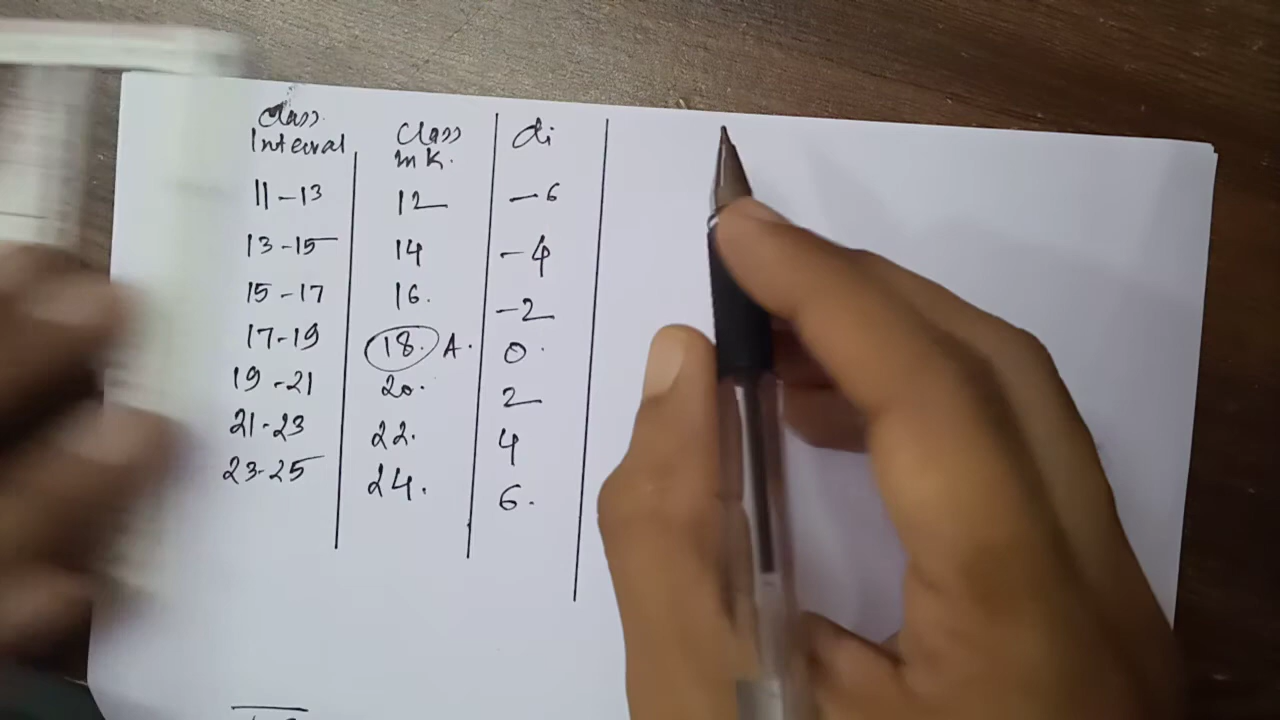 Class Interval Class mk. di
11-13 12 -6
13-15 14 -4
15-17 16. -2
17-19 18. A. 0.
19-21 20. 2
21-23 22. 4
23-25 24. 6.